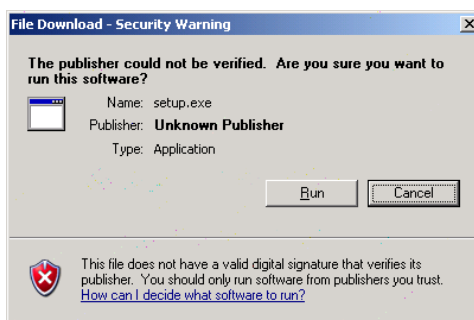 File Download - Security Warning
The publisher could not be verified. Are you sure you want to
run this software?
Name: setup.exe
Publisher: Unknown Publisher
Type: Application
Run
Cancel
This file does not have a valid digital signature that verifies its
publisher. You should only run software from publishers you trust.
How can I decide what software to run?